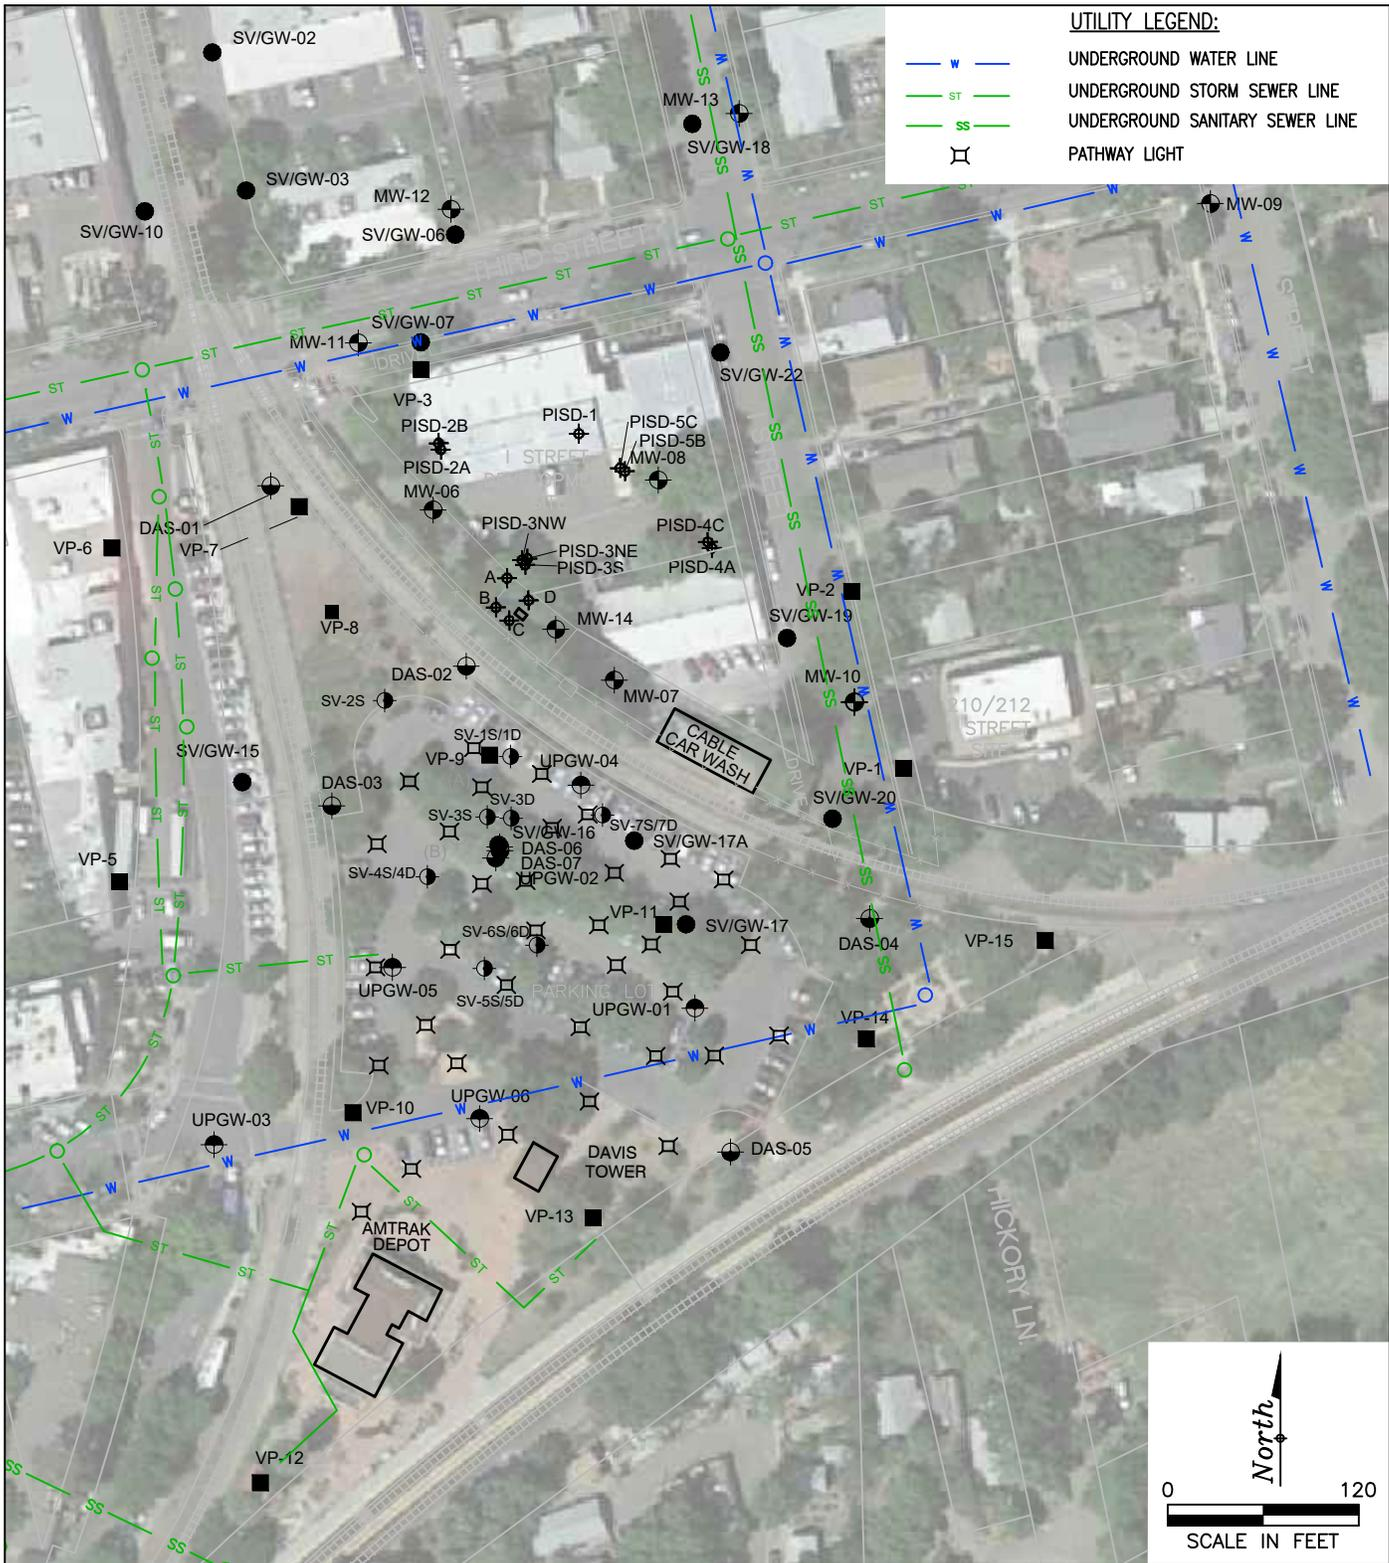 UTILITY LEGEND:
W UNDERGROUND WATER LINE
ST UNDERGROUND STORM SEWER LINE
SS UNDERGROUND SANITARY SEWER LINE
PATHWAY LIGHT
SV/GW-02
MW-13
SV/GW-18
SV/GW-03
SV/GW-10
MW-12
SV/GW-06
MW-09
STREET
SV/GW-07
MW-11
DRIVE
VP-3
SV/GW-22
PISD-1
PISD-2B
PISD-2A
PISD-5C
PISD-5B
MW-08
I STREET
MW-06
DAS-01
VP-7
VP-6
PISD-3NW
PISD-3NE
PISD-3S
PISD-4C
PISD-4A
A
B
C
D
VP-2
SV/GW-19
VP-8
MW-14
DAS-02
SV-2S
MW-07
MW-10
210/212
STREET
CABLE
CAR WASH
DRIVE
SV-1S/1D
VP-9
UPGW-04
VP-1
SV/GW-15
DAS-03
SV/GW-20
SV-3D
SV-3S
SV/GW-16
SV-7S/7D
DAS-06
SV/GW-17A
(B)
DAS-07
SV-4S/4D
UPGW-02
VP-5
VP-11
SV/GW-17
SV-6S/6D
DAS-04
VP-15
UPGW-05
SV-5S/5D
PARKING LOT
UPGW-01
VP-14
UPGW-06
VP-10
UPGW-03
DAVIS
TOWER
DAS-05
VP-13
AMTRAK
DEPOT
HICKORY LN
VP-12
North
0 120
SCALE IN FEET